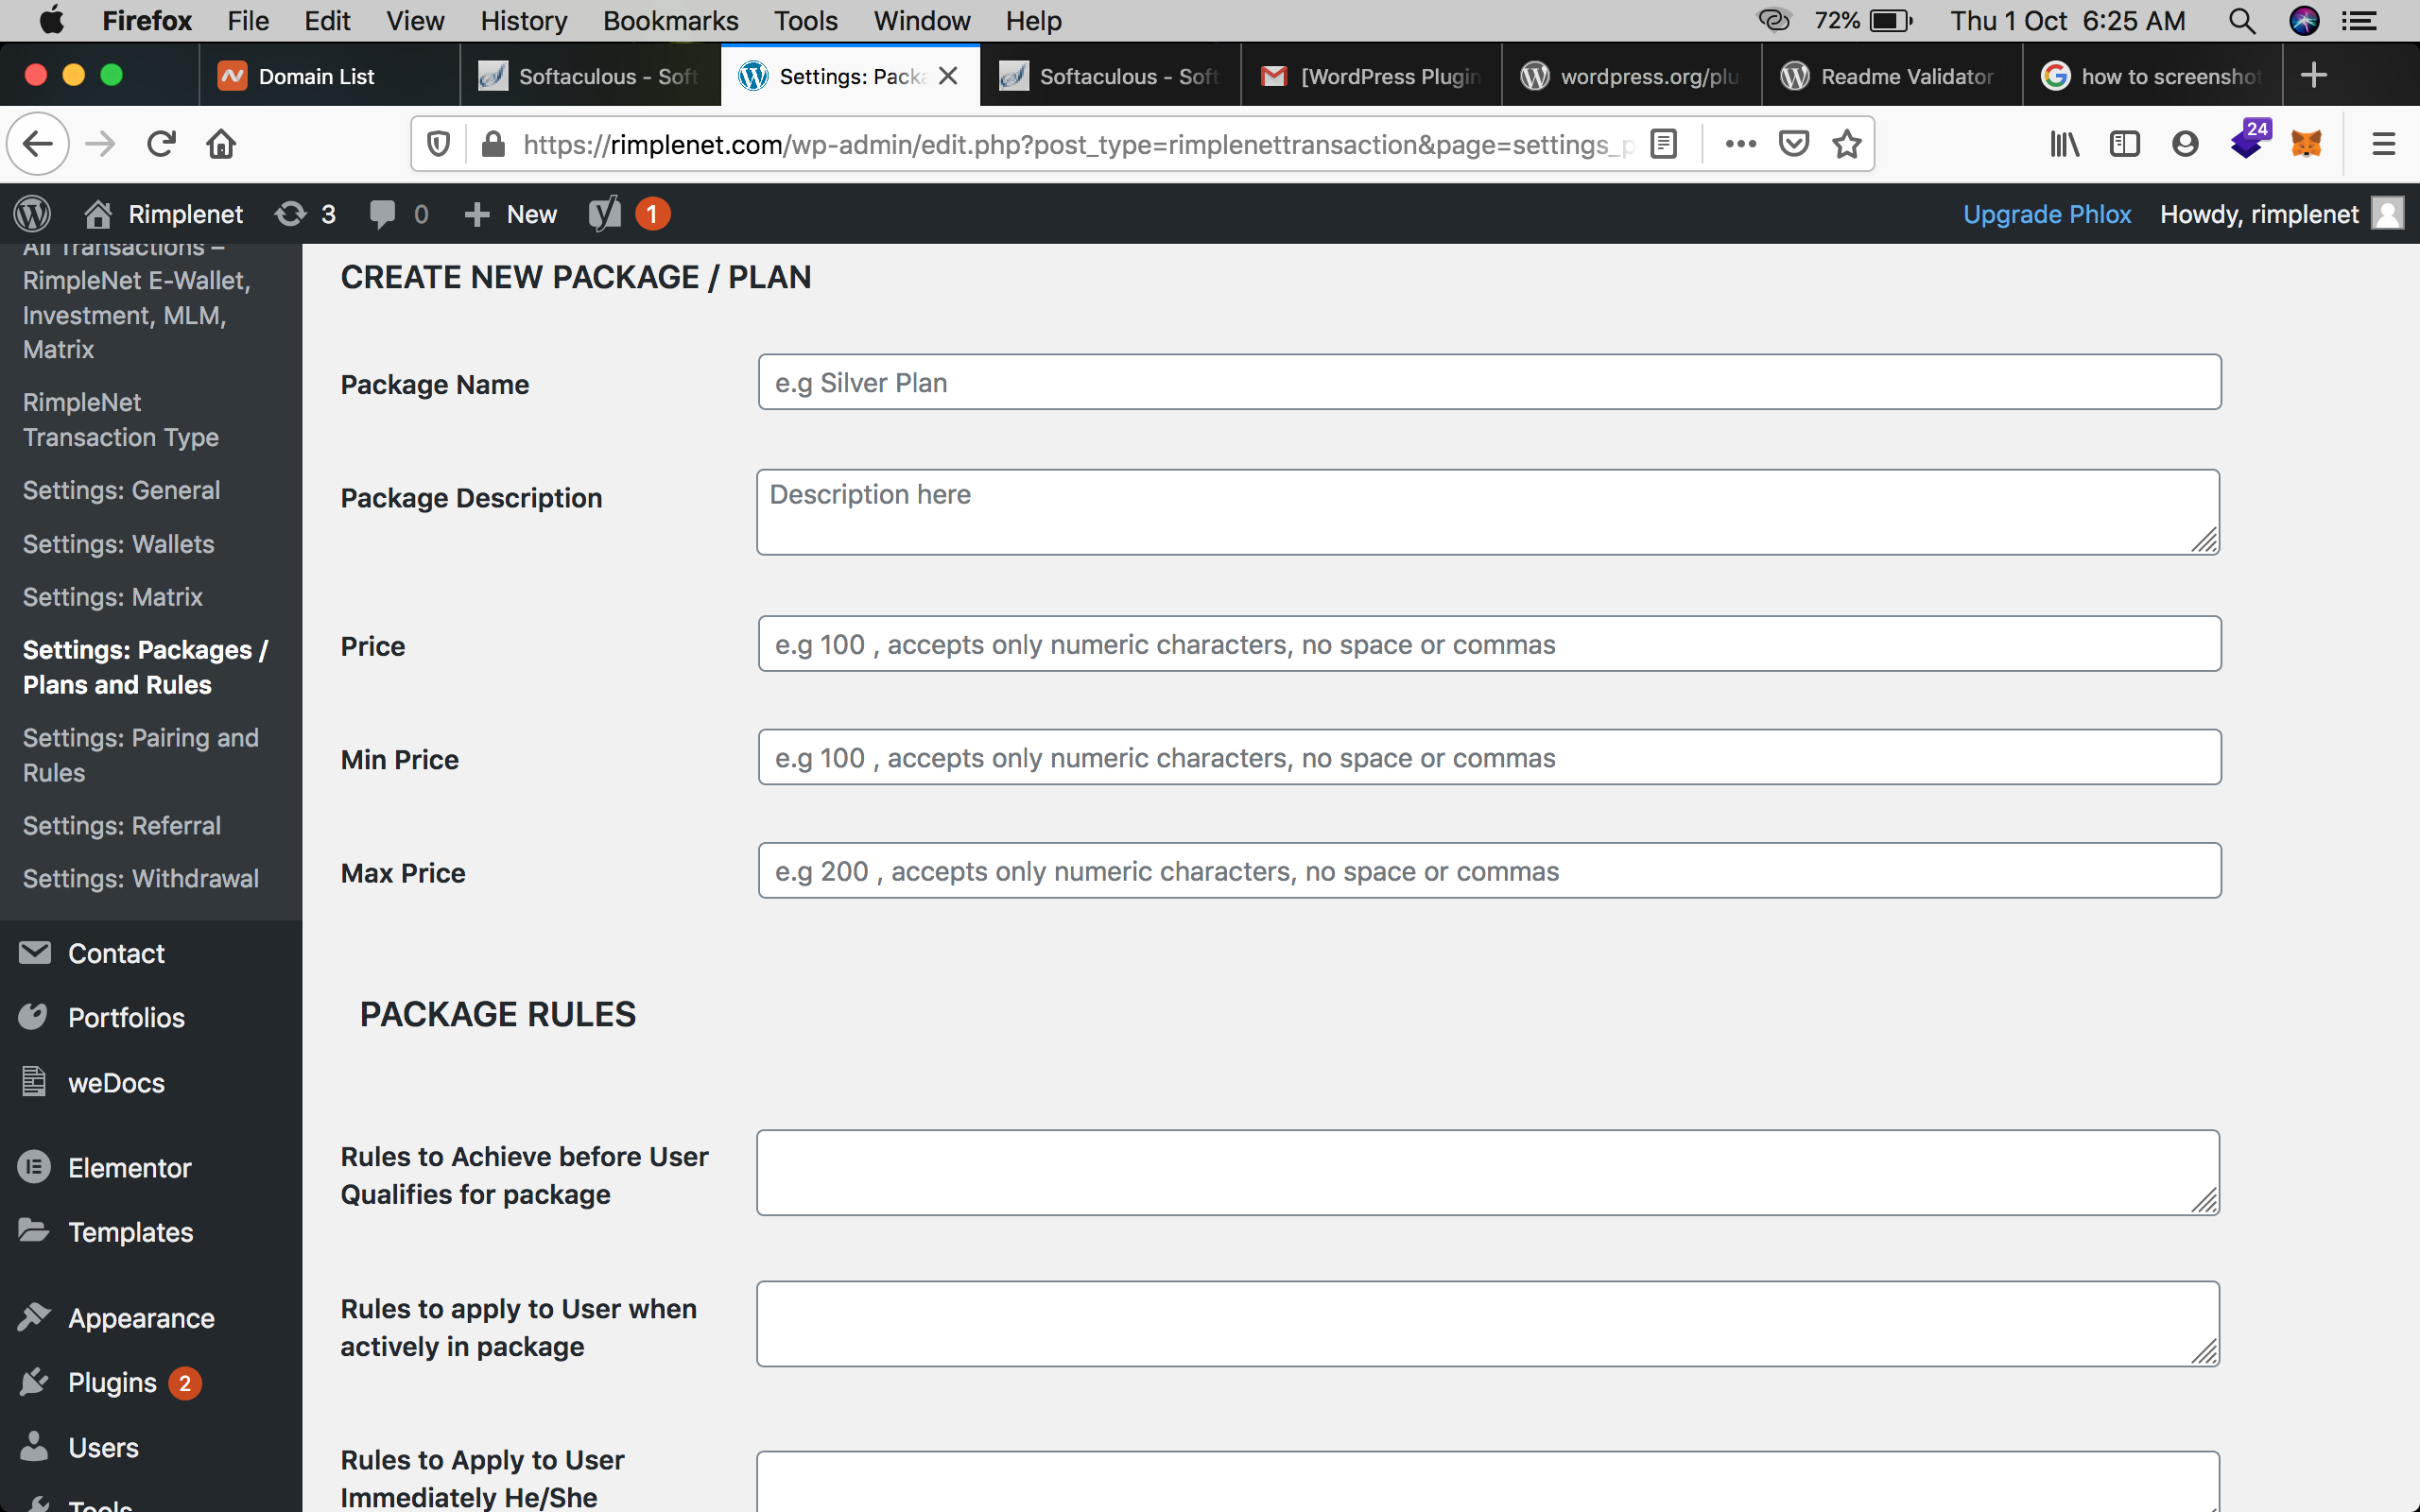 Firefox File Edit View History Bookmarks Tools Window Help 72% Thu 1 Oct 6:25 AM
Domain List Softaculous - Soft Settings: Packa Softaculous - Soft [WordPress Plugin wordpress.org/plu Readme Validator how to screenshot
https://rimplenet.com/wp-admin/edit.php?post_type=rimplenettransaction&page=settings_p 24
Rimplenet 3 0 New 1 Upgrade Phlox Howdy, rimplenet
All Transactions –
RimpleNet E-Wallet,
Investment, MLM,
Matrix
RimpleNet
Transaction Type
Settings: General
Settings: Wallets
Settings: Matrix
Settings: Packages /
Plans and Rules
Settings: Pairing and
Rules
Settings: Referral
Settings: Withdrawal
Contact
Portfolios
weDocs
Elementor
Templates
Appearance
Plugins 2
Users
Tools
CREATE NEW PACKAGE / PLAN
Package Name
e.g Silver Plan
Package Description
Description here
Price
e.g 100 , accepts only numeric characters, no space or commas
Min Price
e.g 100 , accepts only numeric characters, no space or commas
Max Price
e.g 200 , accepts only numeric characters, no space or commas
PACKAGE RULES
Rules to Achieve before User
Qualifies for package
Rules to apply to User when
actively in package
Rules to Apply to User
Immediately He/She